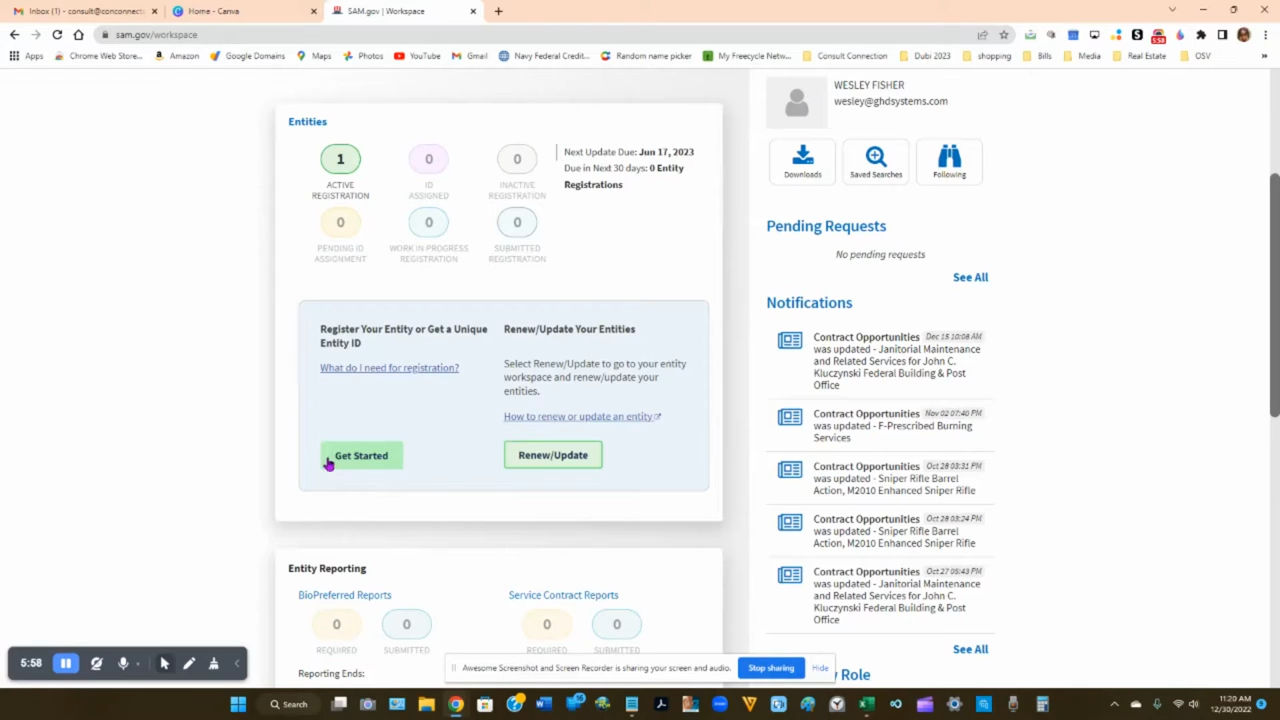 Inbox (1) - consult@conconnect
Home - Canva
SAM.gov | Workspace
sam.gov/workspace
Apps
Chrome Web Store...
Amazon
Google Domains
Maps
Photos
YouTube
Gmail
Navy Federal Credit...
Random name picker
My Freecycle Netw...
Consult Connection
Dubi 2023
shopping
Bills
Media
Real Estate
OSV
Entities
1
ACTIVE
REGISTRATION
0
ID
ASSIGNED
0
INACTIVE
REGISTRATION
0
PENDING ID
ASSIGNMENT
0
WORK IN PROGRESS
REGISTRATION
0
SUBMITTED
REGISTRATION
Next Update Due: Jun 17, 2023
Due in Next 30 days: 0 Entity
Registrations
Register Your Entity or Get a Unique
Entity ID
What do I need for registration?
Get Started
Renew/Update Your Entities
Select Renew/Update to go to your entity
workspace and renew/update your
entities.
How to renew or update an entity
Renew/Update
Entity Reporting
BioPreferred Reports
0
REQUIRED
0
SUBMITTED
Service Contract Reports
0
REQUIRED
0
SUBMITTED
Reporting Ends:
WESLEY FISHER
wesley@ghdsystems.com
Downloads
Saved Searches
Following
Pending Requests
No pending requests
See All
Notifications
Contract Opportunities Dec 15 10:08 AM
was updated - Janitorial Maintenance
and Related Services for John C.
Kluczynski Federal Building & Post
Office
Contract Opportunities Nov 02 07:40 PM
was updated - F-Prescribed Burning
Services
Contract Opportunities Oct 28 03:31 PM
was updated - Sniper Rifle Barrel
Action, M2010 Enhanced Sniper Rifle
Contract Opportunities Oct 28 03:24 PM
was updated - Sniper Rifle Barrel
Action, M2010 Enhanced Sniper Rifle
Contract Opportunities Oct 27 05:43 PM
was updated - Janitorial Maintenance
and Related Services for John C.
Kluczynski Federal Building & Post
Office
See All
Role
5:58
Awesome Screenshot and Screen Recorder is sharing your screen and audio.
Stop sharing
Hide
Search
11:20 AM
12/30/2022